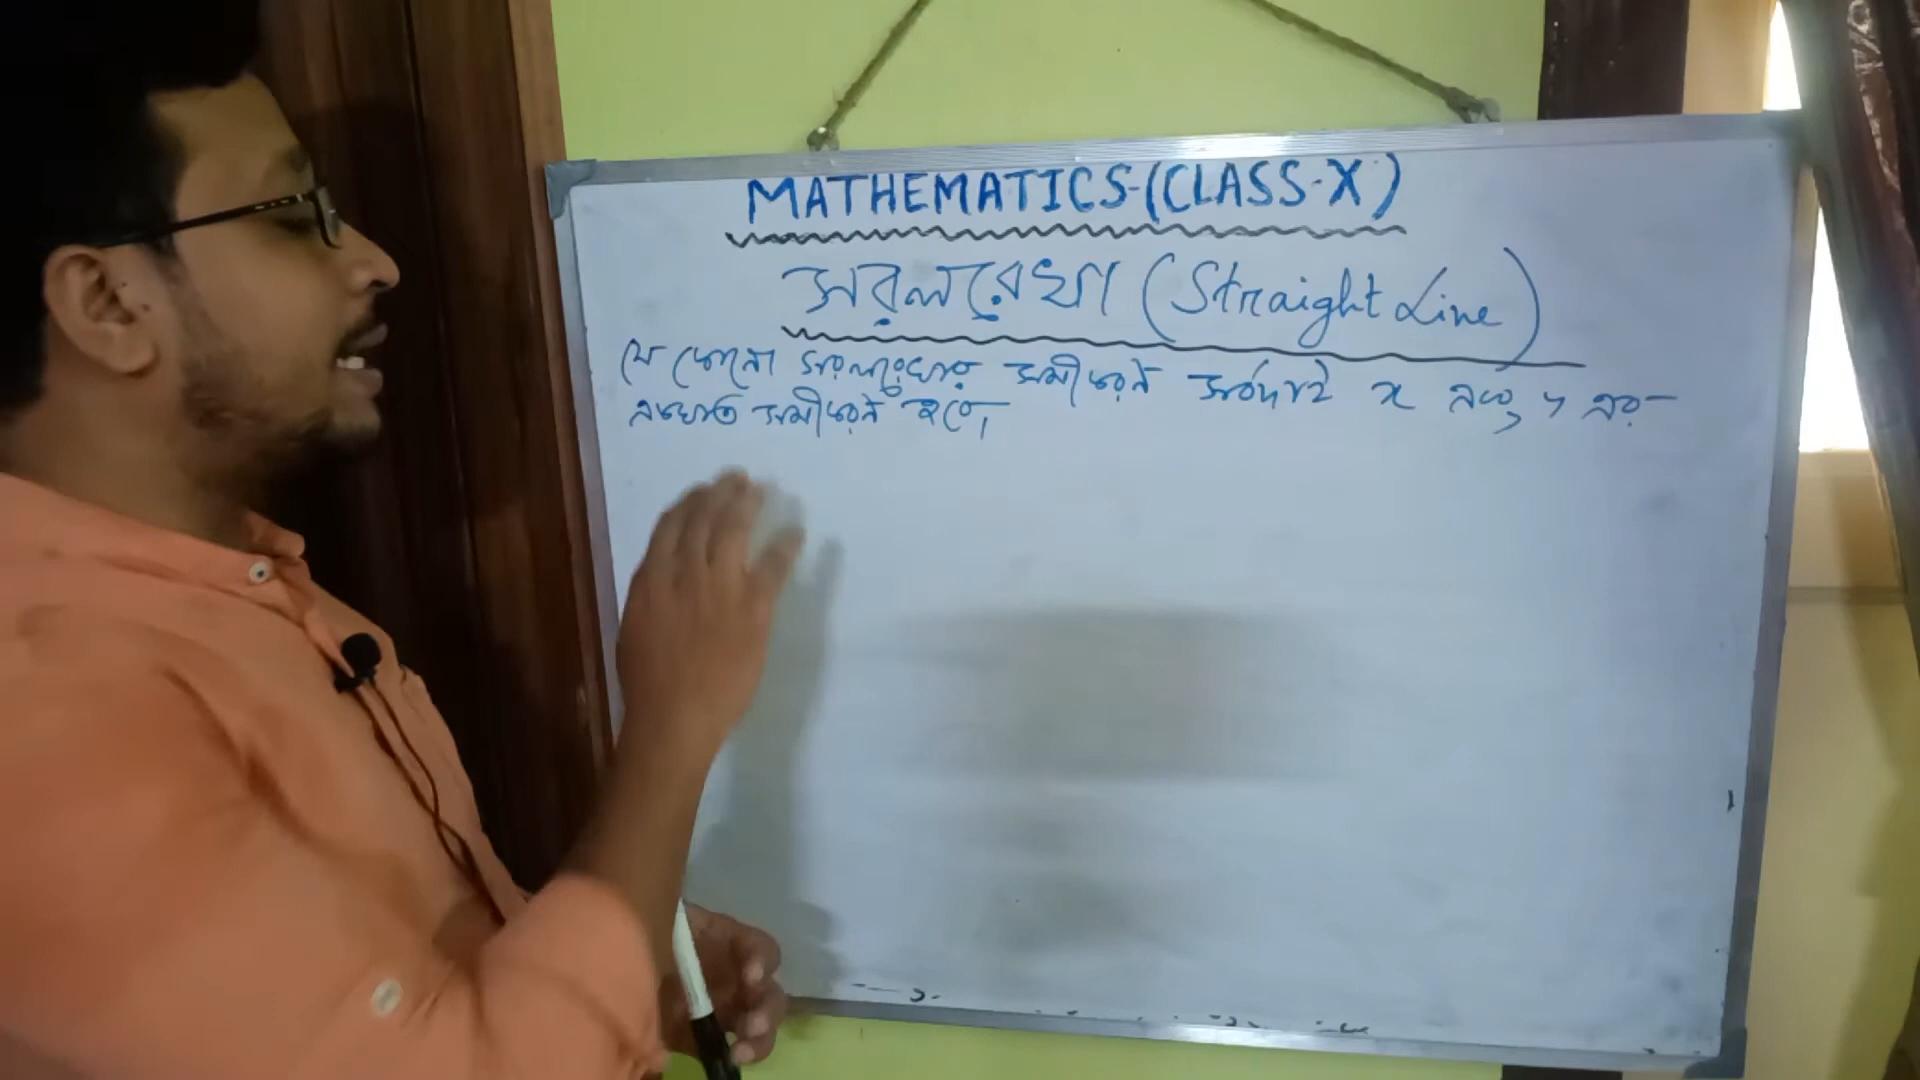 MATHEMATICS-(CLASS-X)
সরলরেখা (Straight Line)
যে কোনো সরলরেখার সমীকরণ সর্বদাই x এবং y এর
একঘাত সমীকরণ হবে।